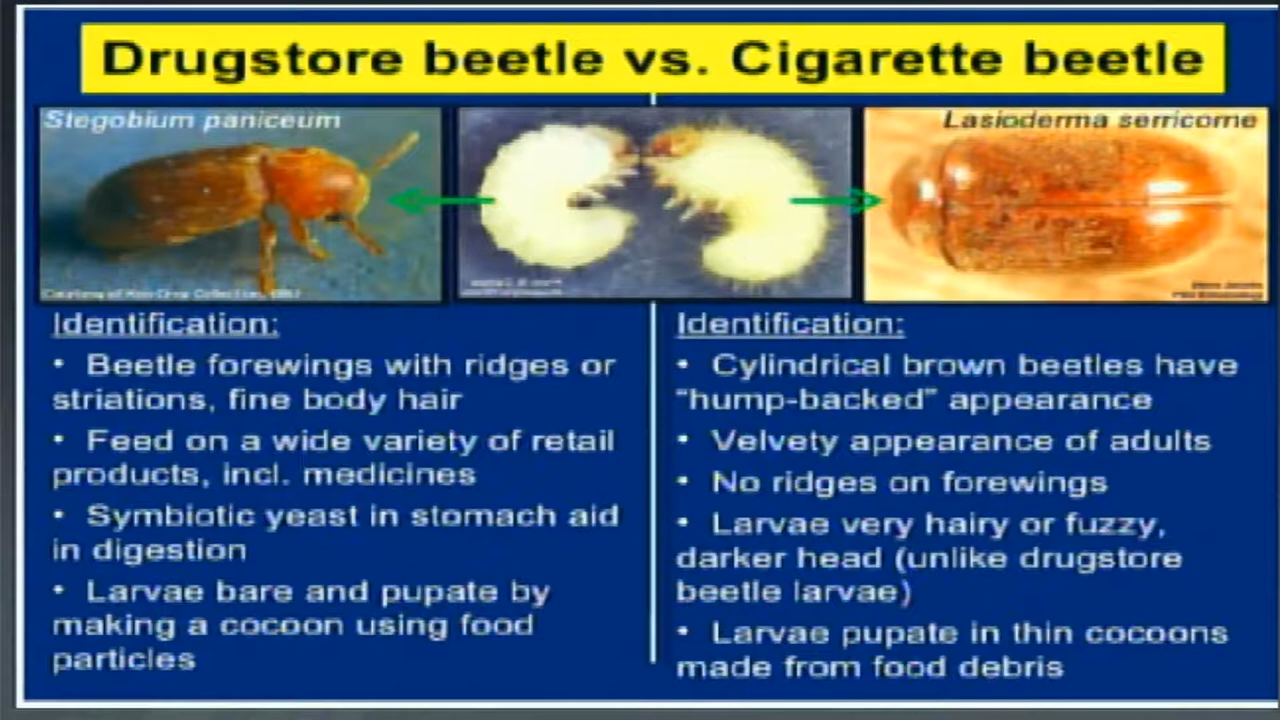 Drugstore beetle vs. Cigarette beetle
Stegobium paniceum
Lasioderma serricorne
Identification:
• Beetle forewings with ridges or
striations, fine body hair
• Feed on a wide variety of retail
products, incl. medicines
• Symbiotic yeast in stomach aid
in digestion
• Larvae bare and pupate by
making a cocoon using food
particles
Identification:
• Cylindrical brown beetles have
“hump-backed” appearance
• Velvety appearance of adults
• No ridges on forewings
• Larvae very hairy or fuzzy,
darker head (unlike drugstore
beetle larvae)
• Larvae pupate in thin cocoons
made from food debris